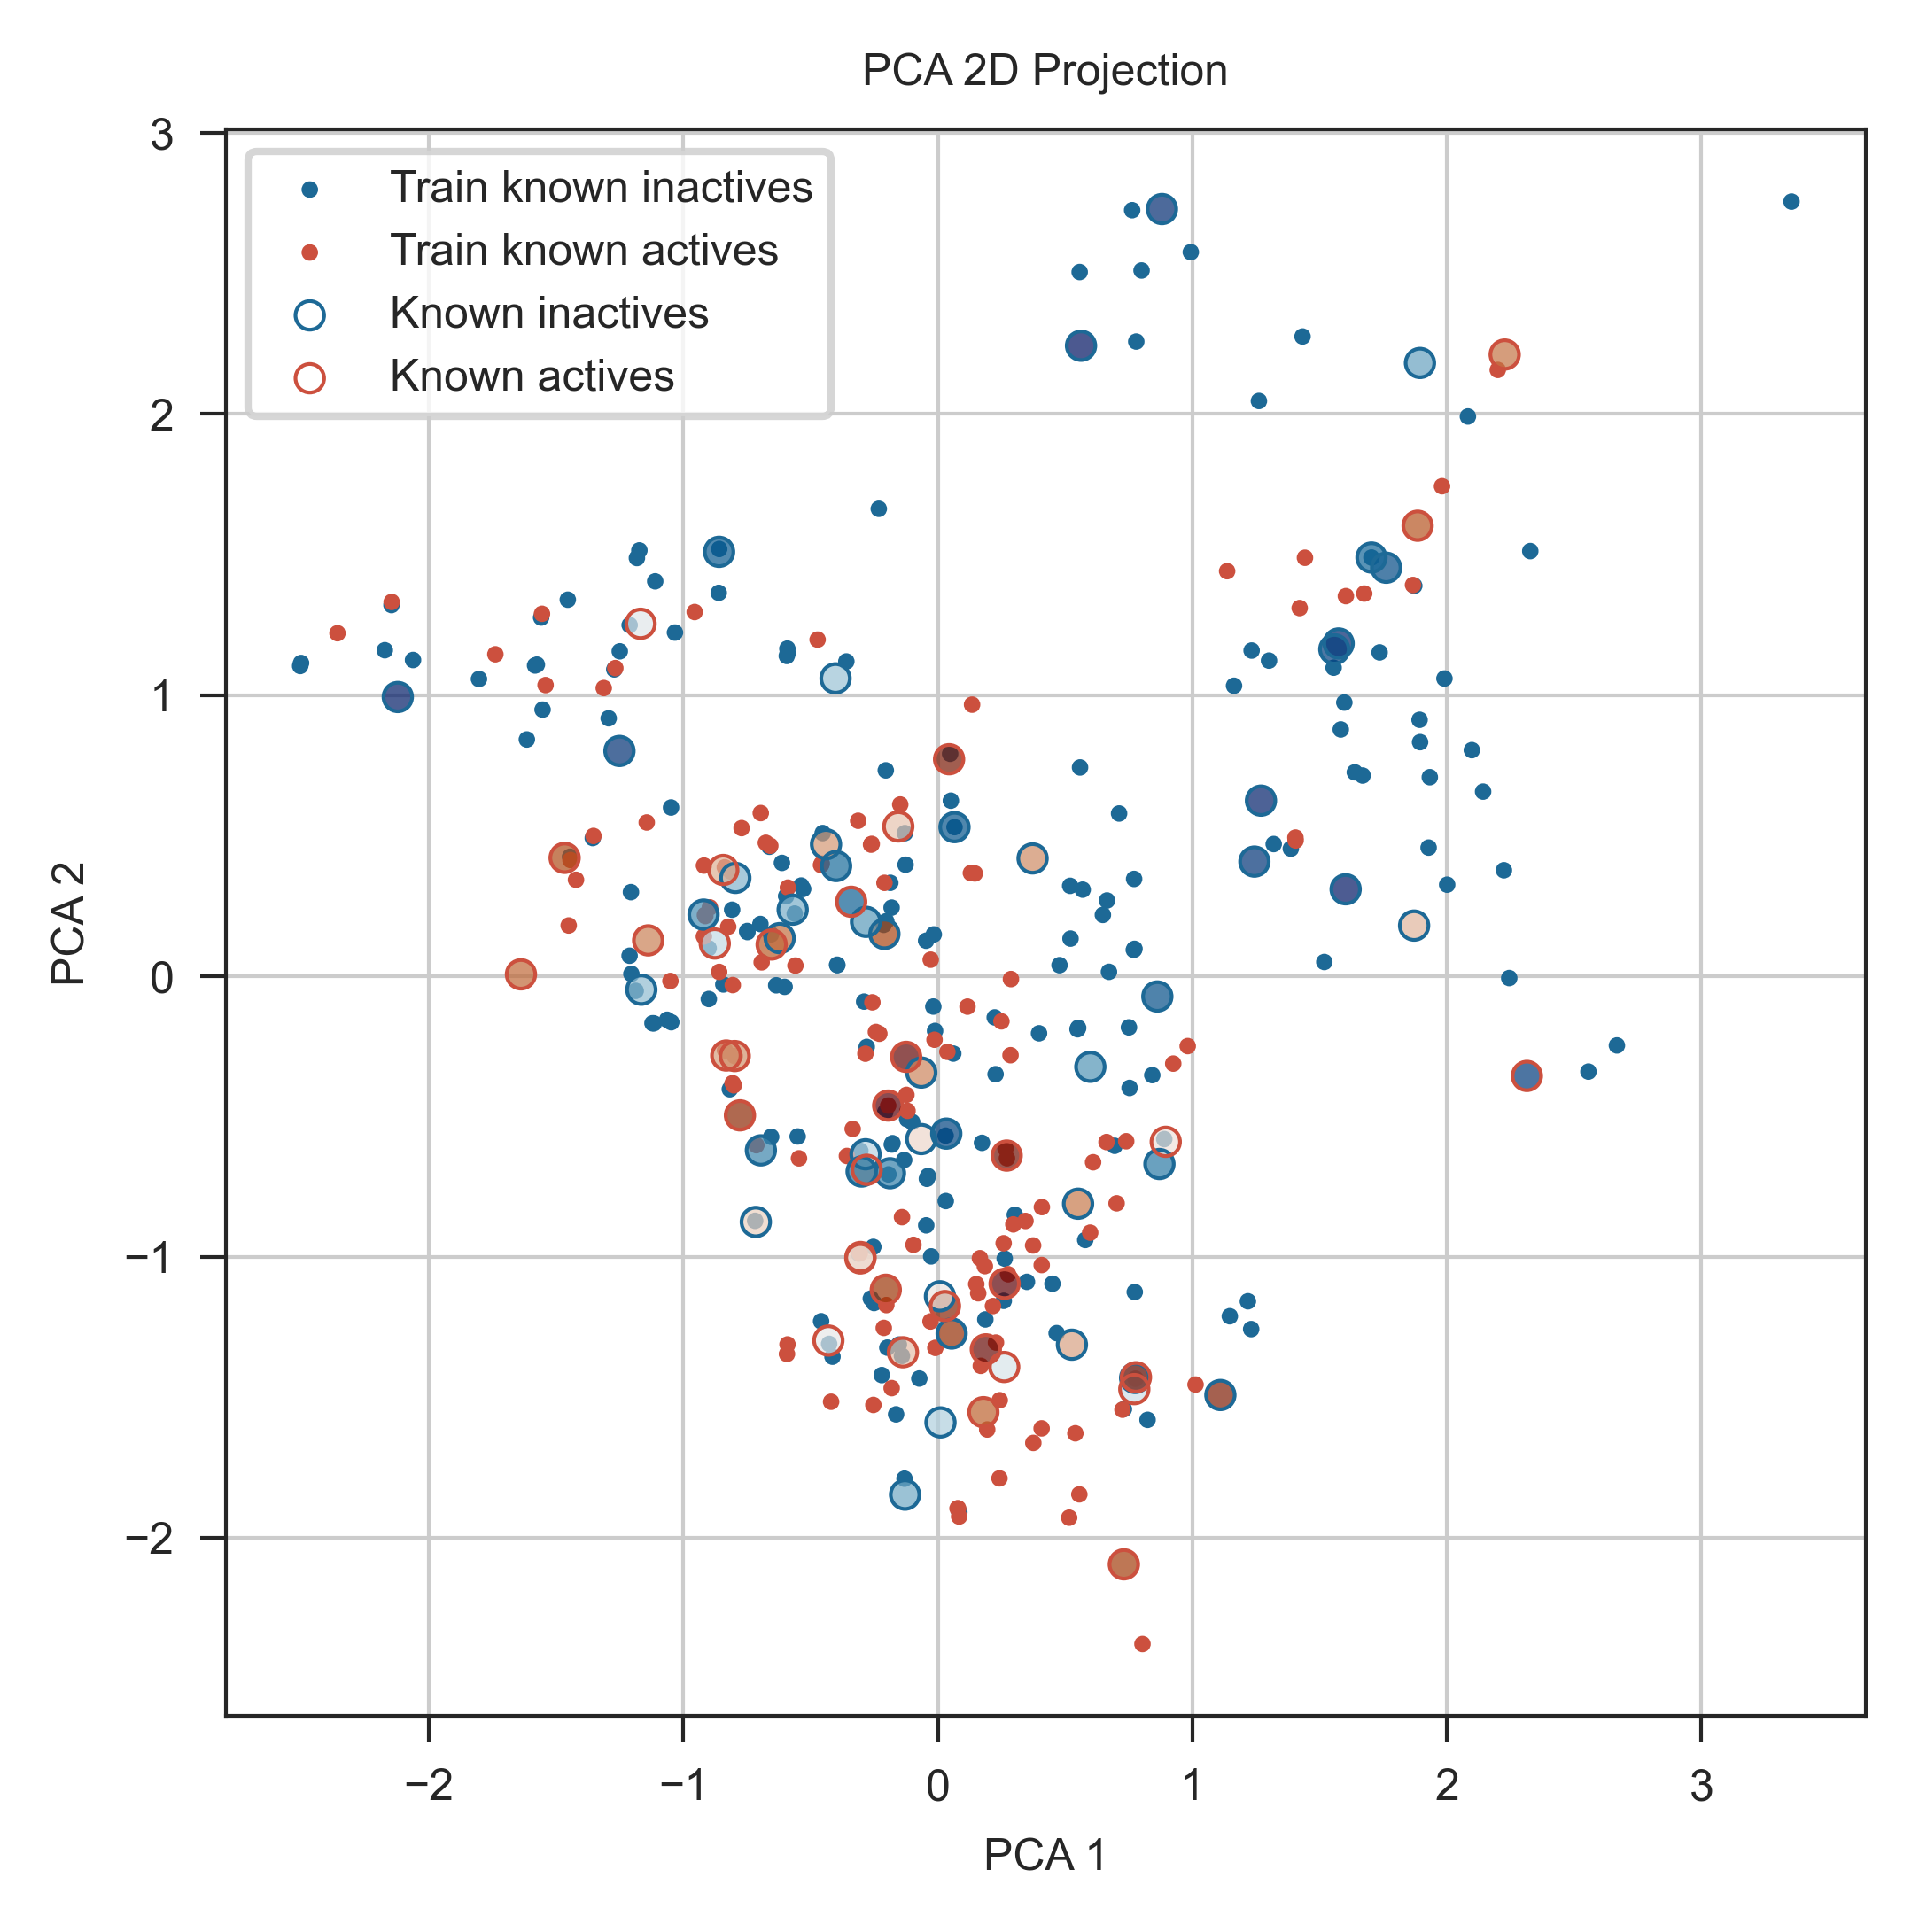 PCA 2D Projection
3
2
1
0
−1
−2
Train known inactives
Train known actives
Known inactives
Known actives
PCA 2
−2
−1
0
1
2
3
PCA 1